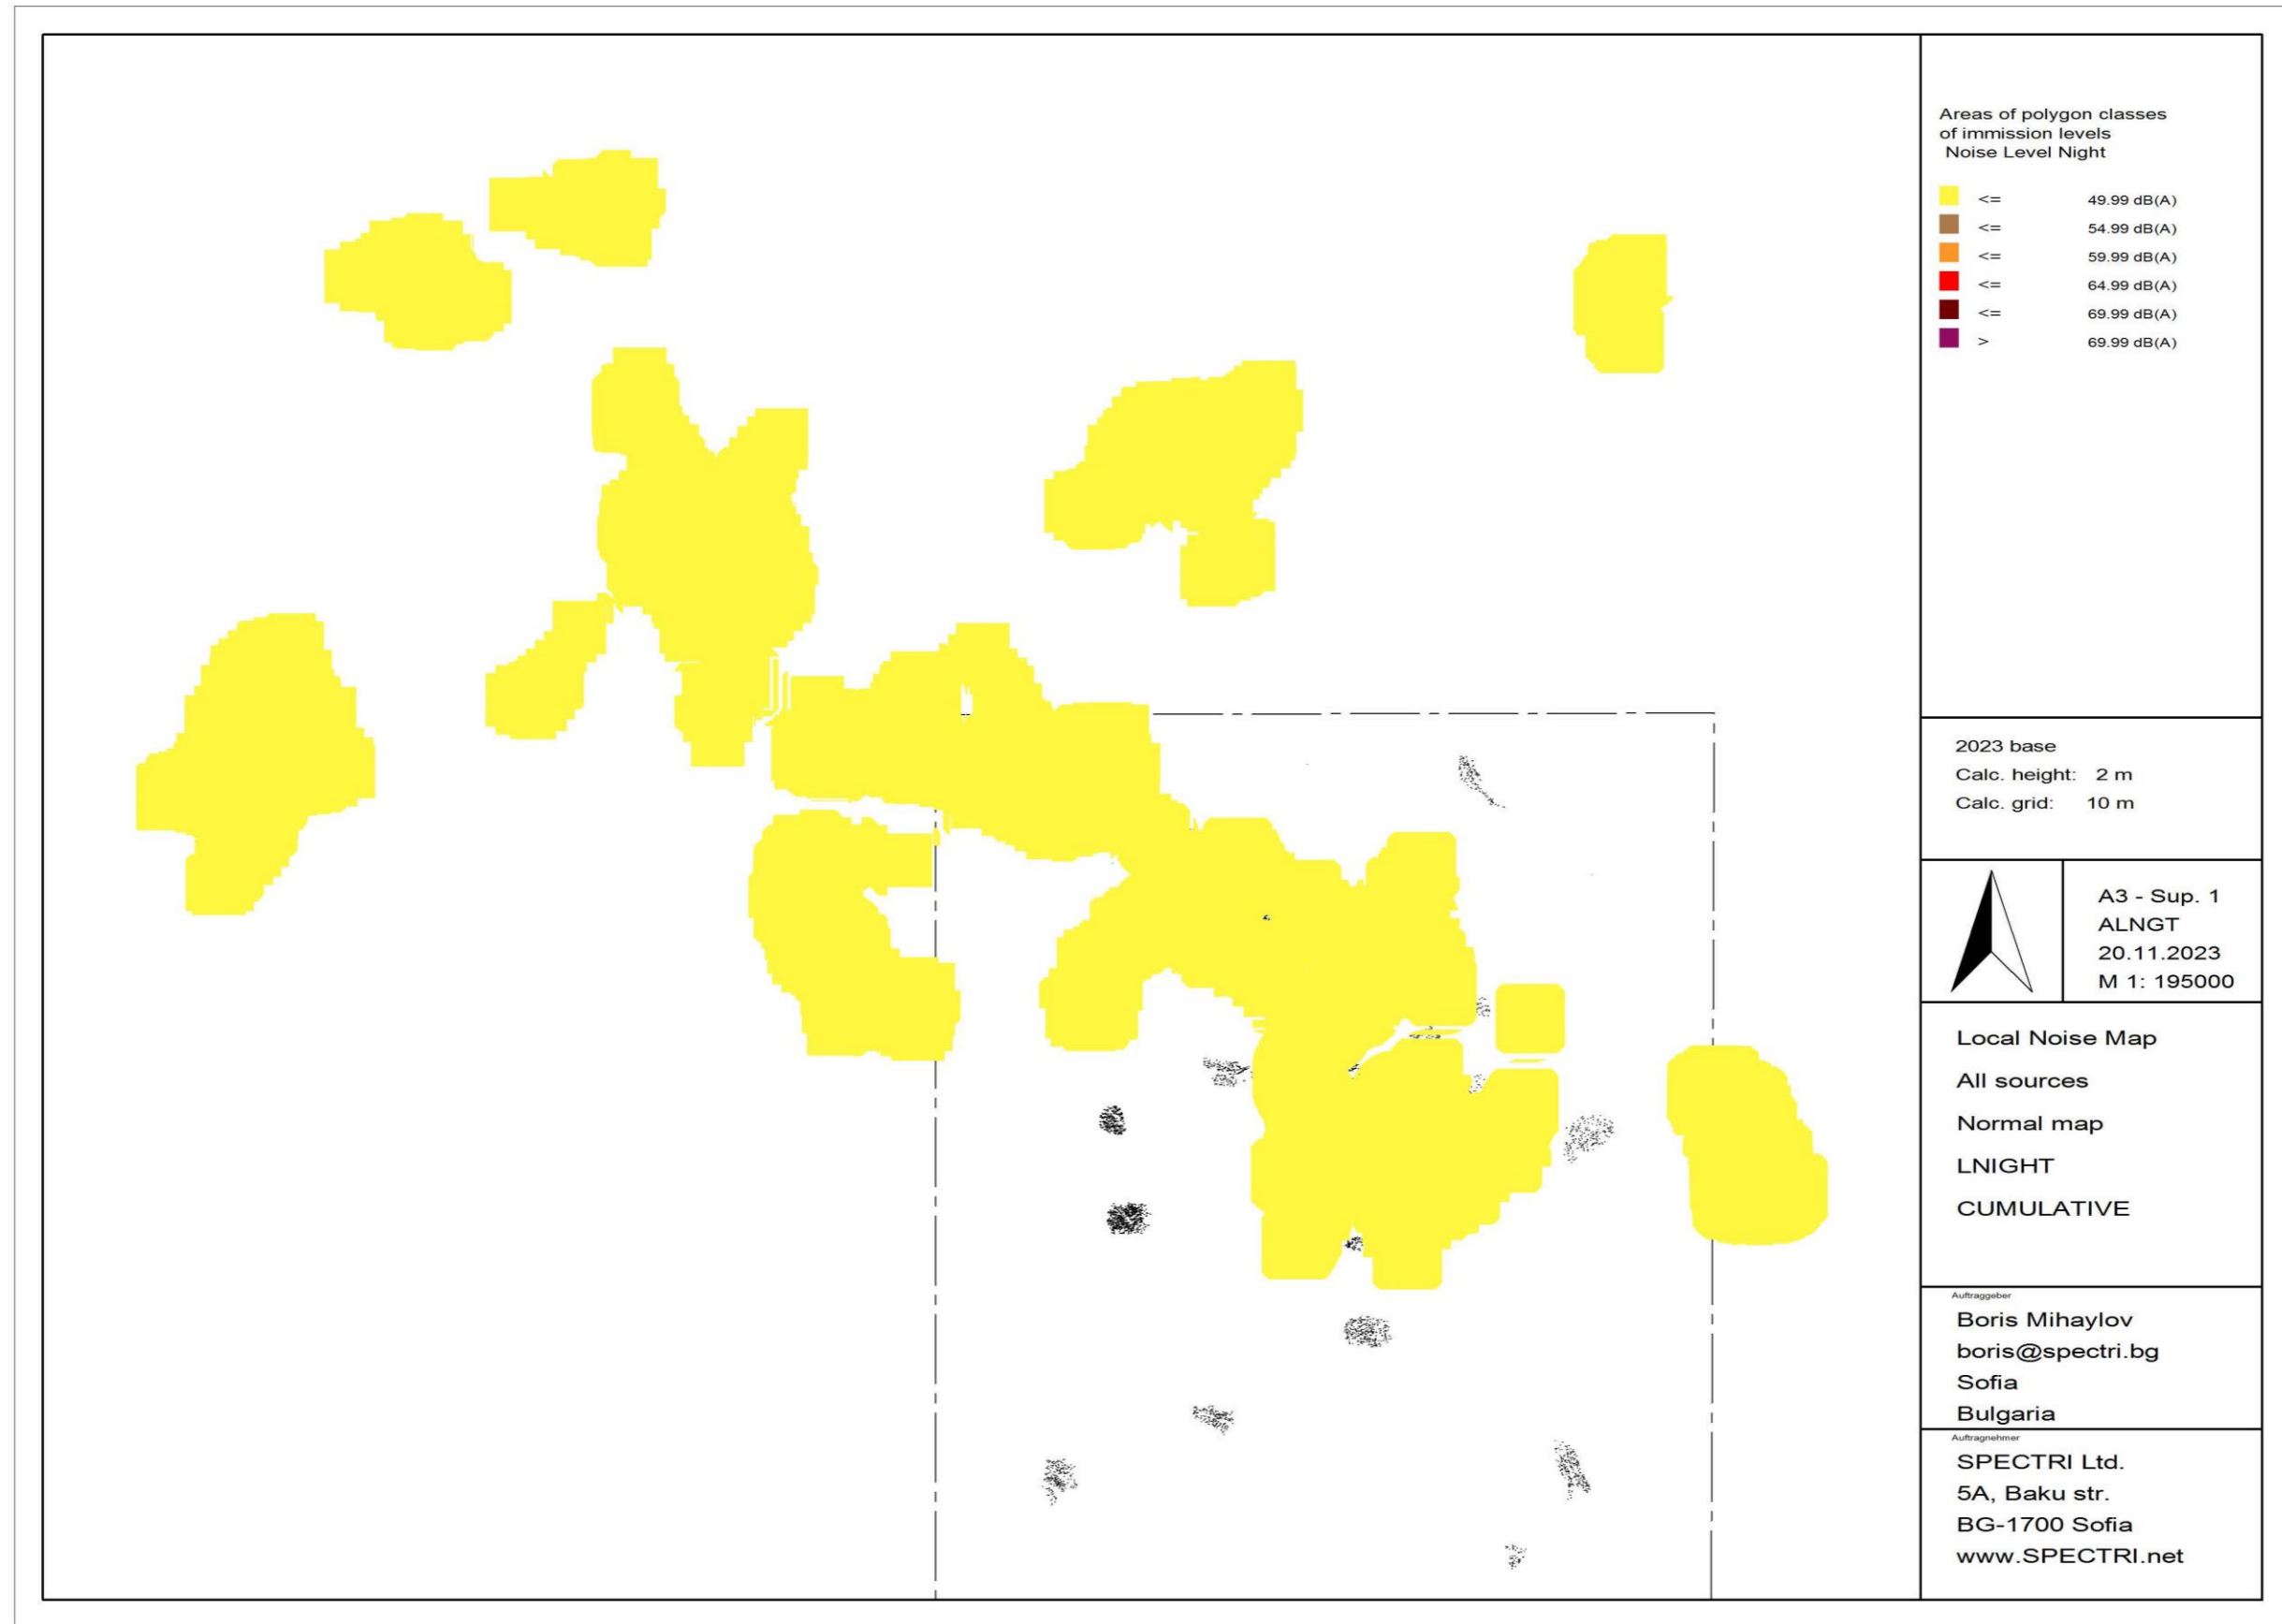 Areas of polygon classes
of immission levels
Noise Level Night
<= 49.99 dB(A)
<= 54.99 dB(A)
<= 59.99 dB(A)
<= 64.99 dB(A)
<= 69.99 dB(A)
> 69.99 dB(A)
2023 base
Calc. height: 2 m
Calc. grid: 10 m
A3 - Sup. 1
ALNGT
20.11.2023
M 1: 195000
Local Noise Map
All sources
Normal map
LNIGHT
CUMULATIVE
Auftraggeber
Boris Mihaylov
boris@spectri.bg
Sofia
Bulgaria
Auftragnehmer
SPECTRI Ltd.
5A, Baku str.
BG-1700 Sofia
www.SPECTRI.net